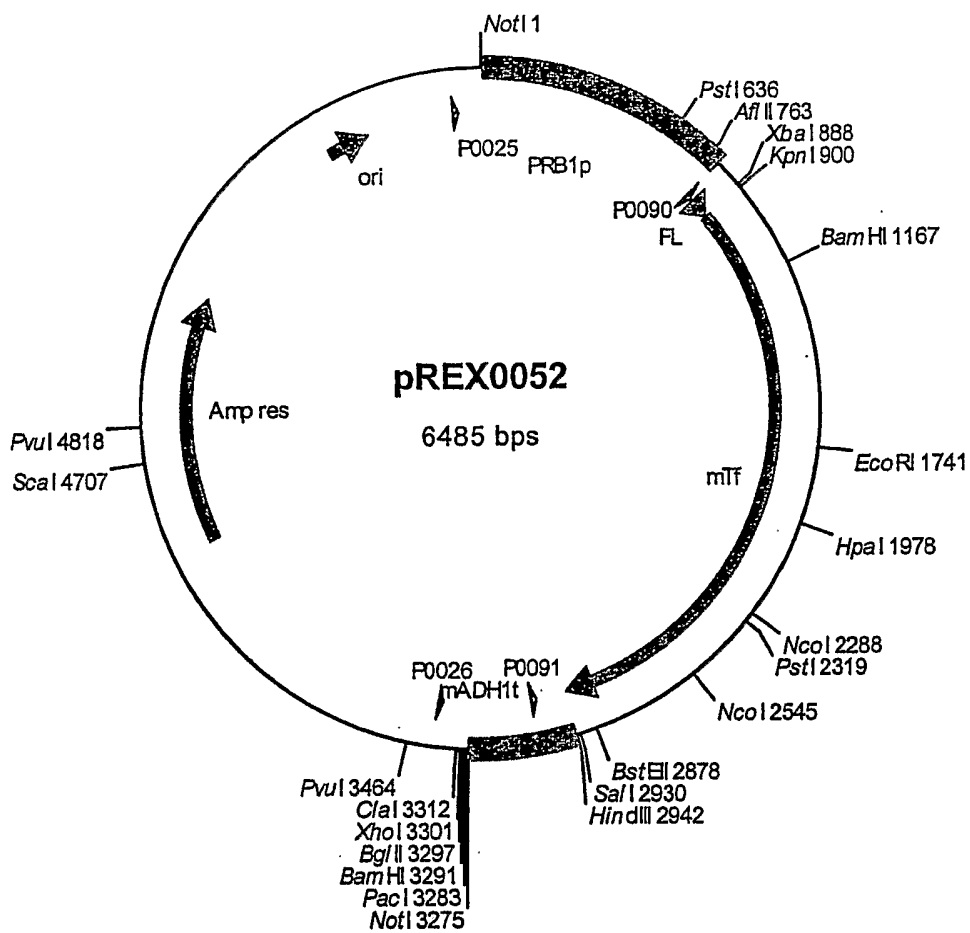 NotI 1
PstI 636
AflII 763
XbaI 888
KpnI 900
P0025
PRB1p
ori
P0090
FL
BamHI 1167
pREX0052
6485 bps
Amp res
PvuI 4818
ScaI 4707
mTf
EcoRI 1741
HpaI 1978
NcoI 2288
PstI 2319
NcoI 2545
P0026
P0091
mADH1t
BstEII 2878
SalI 2930
HindIII 2942
PvuI 3464
ClaI 3312
XhoI 3301
BglII 3297
BamHI 3291
PacI 3283
NotI 3275